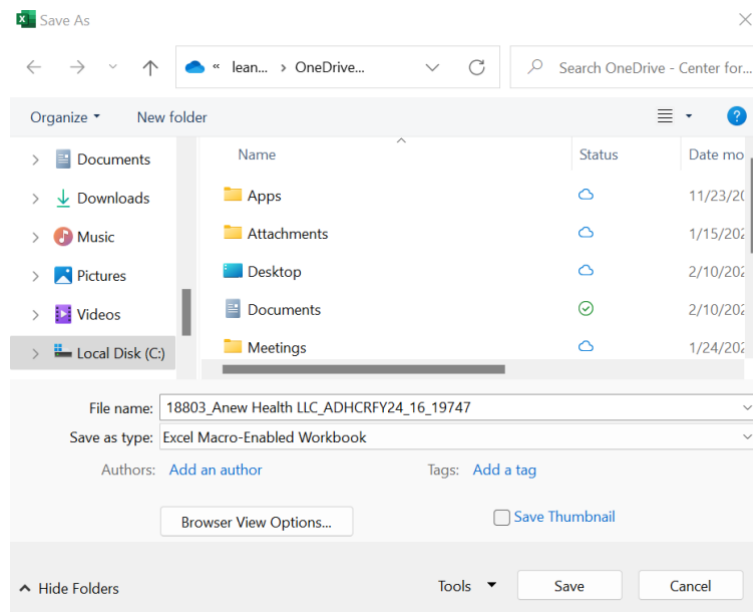 Save As
« lean... > OneDrive...
Search OneDrive - Center for...
Organize
New folder
Name Status Date mo
Documents
Downloads
Music
Pictures
Videos
Local Disk (C:)
Apps 11/23/20
Attachments 1/15/202
Desktop 2/10/202
Documents 2/10/202
Meetings 1/24/202
File name: 18803_Anew Health LLC_ADHCRFY24_16_19747
Save as type: Excel Macro-Enabled Workbook
Authors: Add an author Tags: Add a tag
Browser View Options... Save Thumbnail
Hide Folders Tools Save Cancel